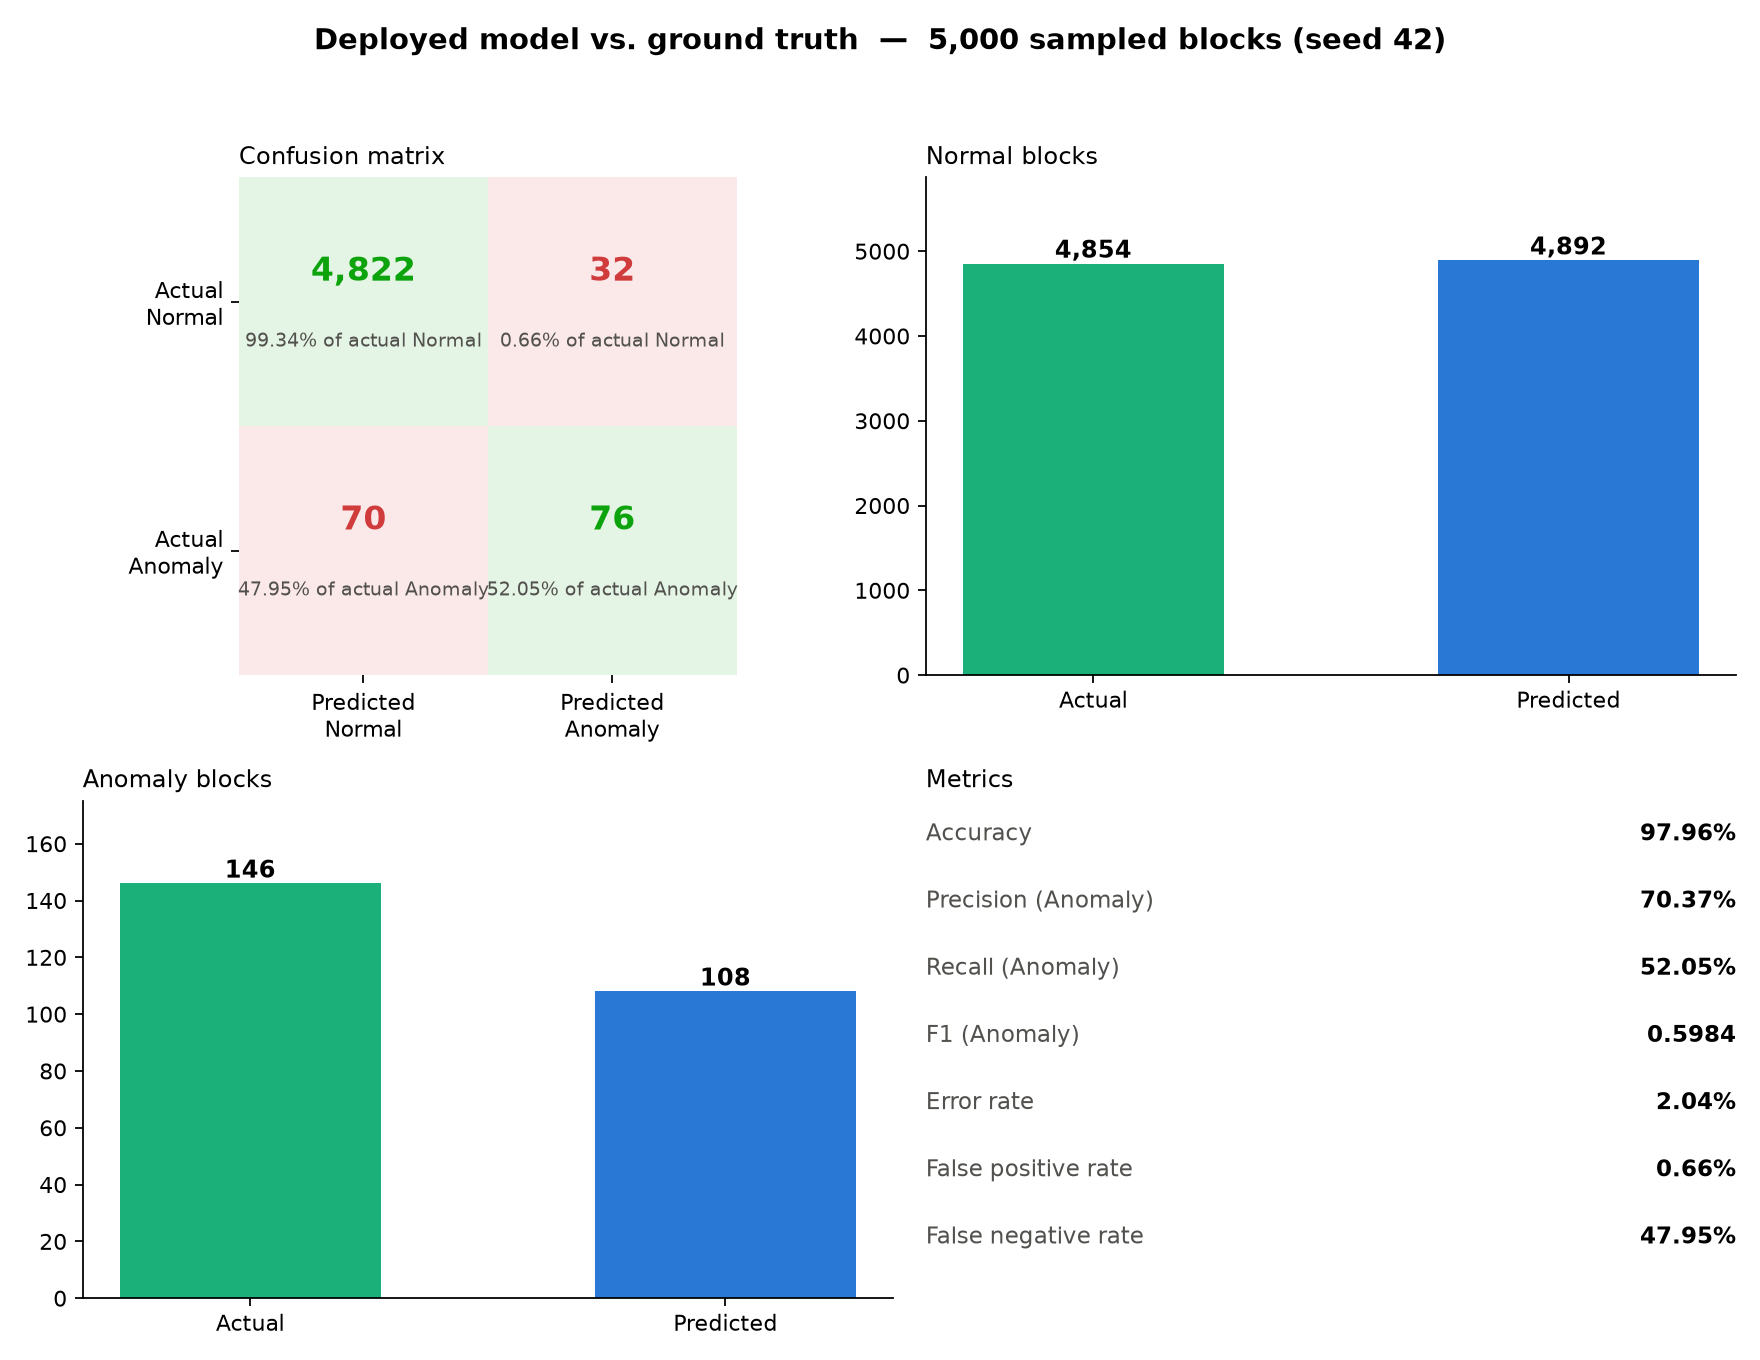 Deployed model vs. ground truth — 5,000 sampled blocks (seed 42)
Confusion matrix
4,822
32
Actual
Normal
99.34% of actual Normal
0.66% of actual Normal
70
76
Actual
Anomaly
47.95% of actual Anomaly
52.05% of actual Anomaly
Predicted
Normal
Predicted
Anomaly
Normal blocks
5000
4000
3000
2000
1000
0
4,854
4,892
Actual
Predicted
Anomaly blocks
160
140
120
100
80
60
40
20
0
146
108
Actual
Predicted
Metrics
Accuracy 97.96%
Precision (Anomaly) 70.37%
Recall (Anomaly) 52.05%
F1 (Anomaly) 0.5984
Error rate 2.04%
False positive rate 0.66%
False negative rate 47.95%